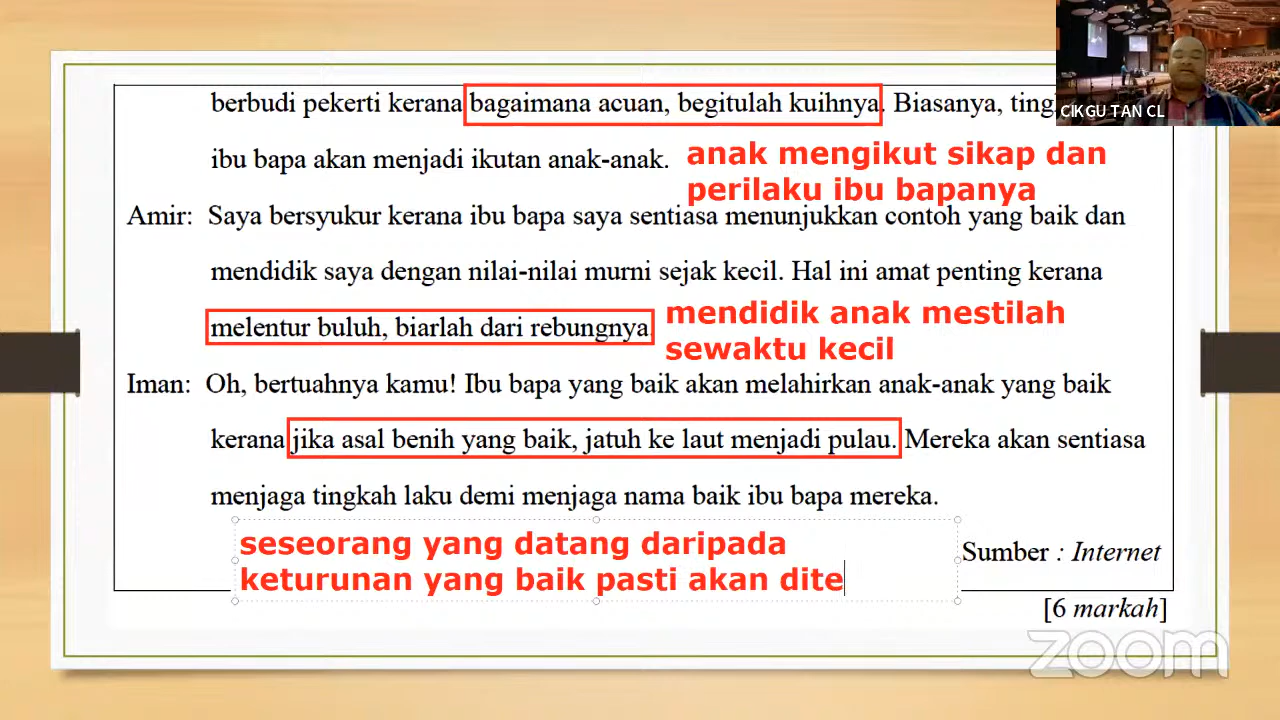 berbudi pekerti kerana bagaimana acuan, begitulah kuihnya. Biasanya,
CIKGU TAN CL
ibu bapa akan menjadi ikutan anak-anak.
anak mengikut sikap dan
perilaku ibu bapanya
Amir: Saya bersyukur kerana ibu bapa saya sentiasa menunjukkan contoh yang baik dan
mendidik saya dengan nilai-nilai murni sejak kecil. Hal ini amat penting kerana
melentur buluh, biarlah dari rebungnya.
mendidik anak mestilah
sewaktu kecil
Iman: Oh, bertuahnya kamu! Ibu bapa yang baik akan melahirkan anak-anak yang baik
kerana jika asal benih yang baik, jatuh ke laut menjadi pulau. Mereka akan sentiasa
menjaga tingkah laku demi menjaga nama baik ibu bapa mereka.
seseorang yang datang daripada
keturunan yang baik pasti akan dite
Sumber : Internet
[6 markah]
zoom